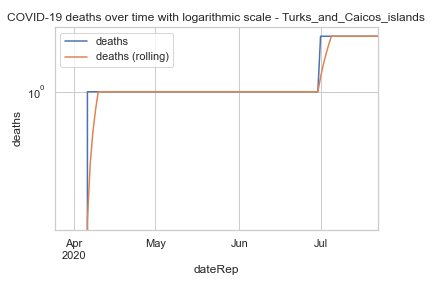 COVID-19 deaths over time with logarithmic scale - Turks_and_Caicos_islands
deaths
deaths (rolling)
10⁰
deaths
Apr May Jun Jul
2020
dateRep